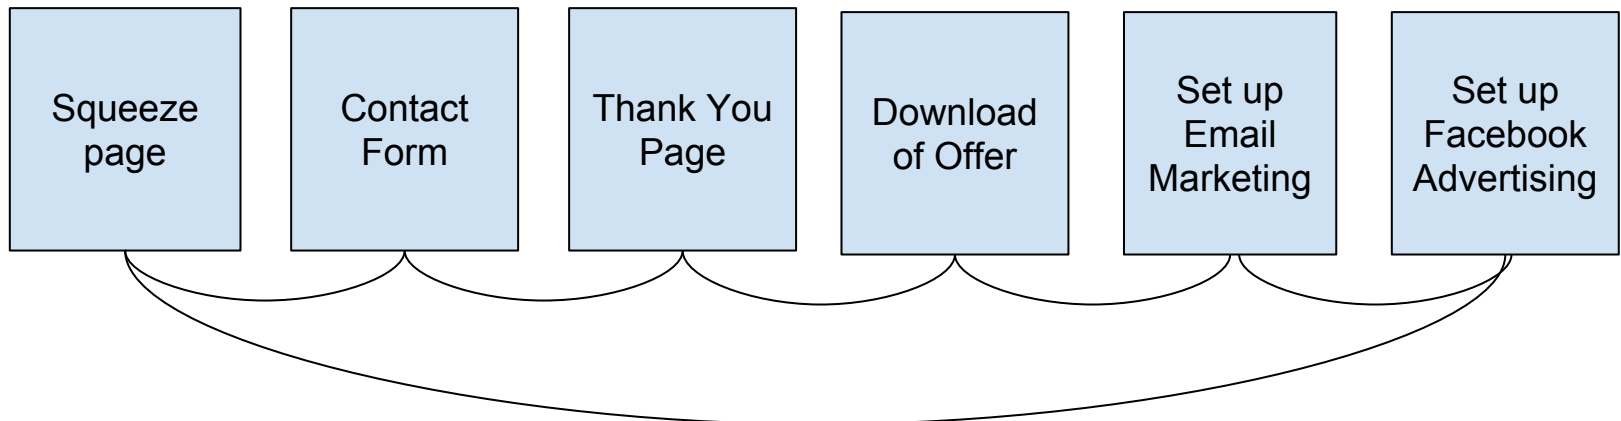 Squeeze
page
Contact
Form
Thank You
Page
Download
of Offer
Set up
Email
Marketing
Set up
Facebook
Advertising